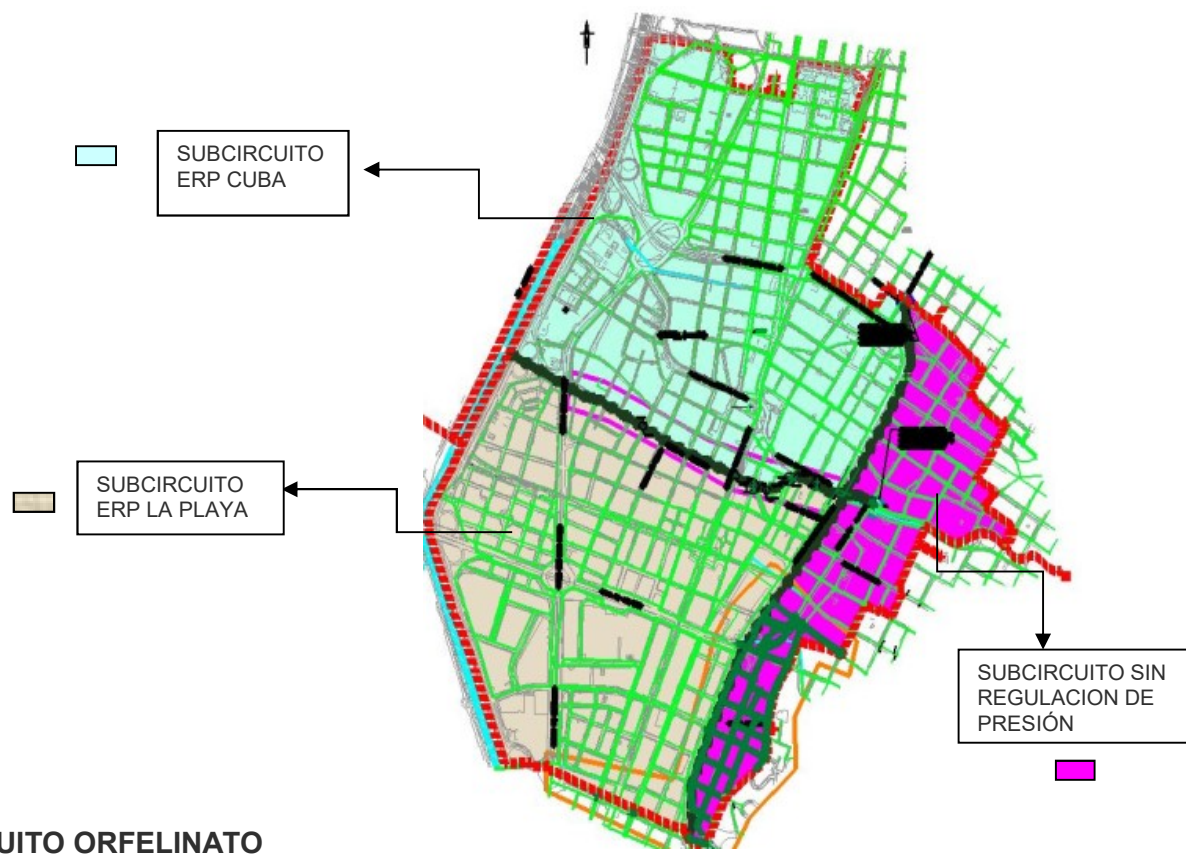 SUBCIRCUITO
ERP CUBA
SUBCIRCUITO
ERP LA PLAYA
SUBCIRCUITO SIN
REGULACION DE
PRESIÓN
UITO ORFELINATO